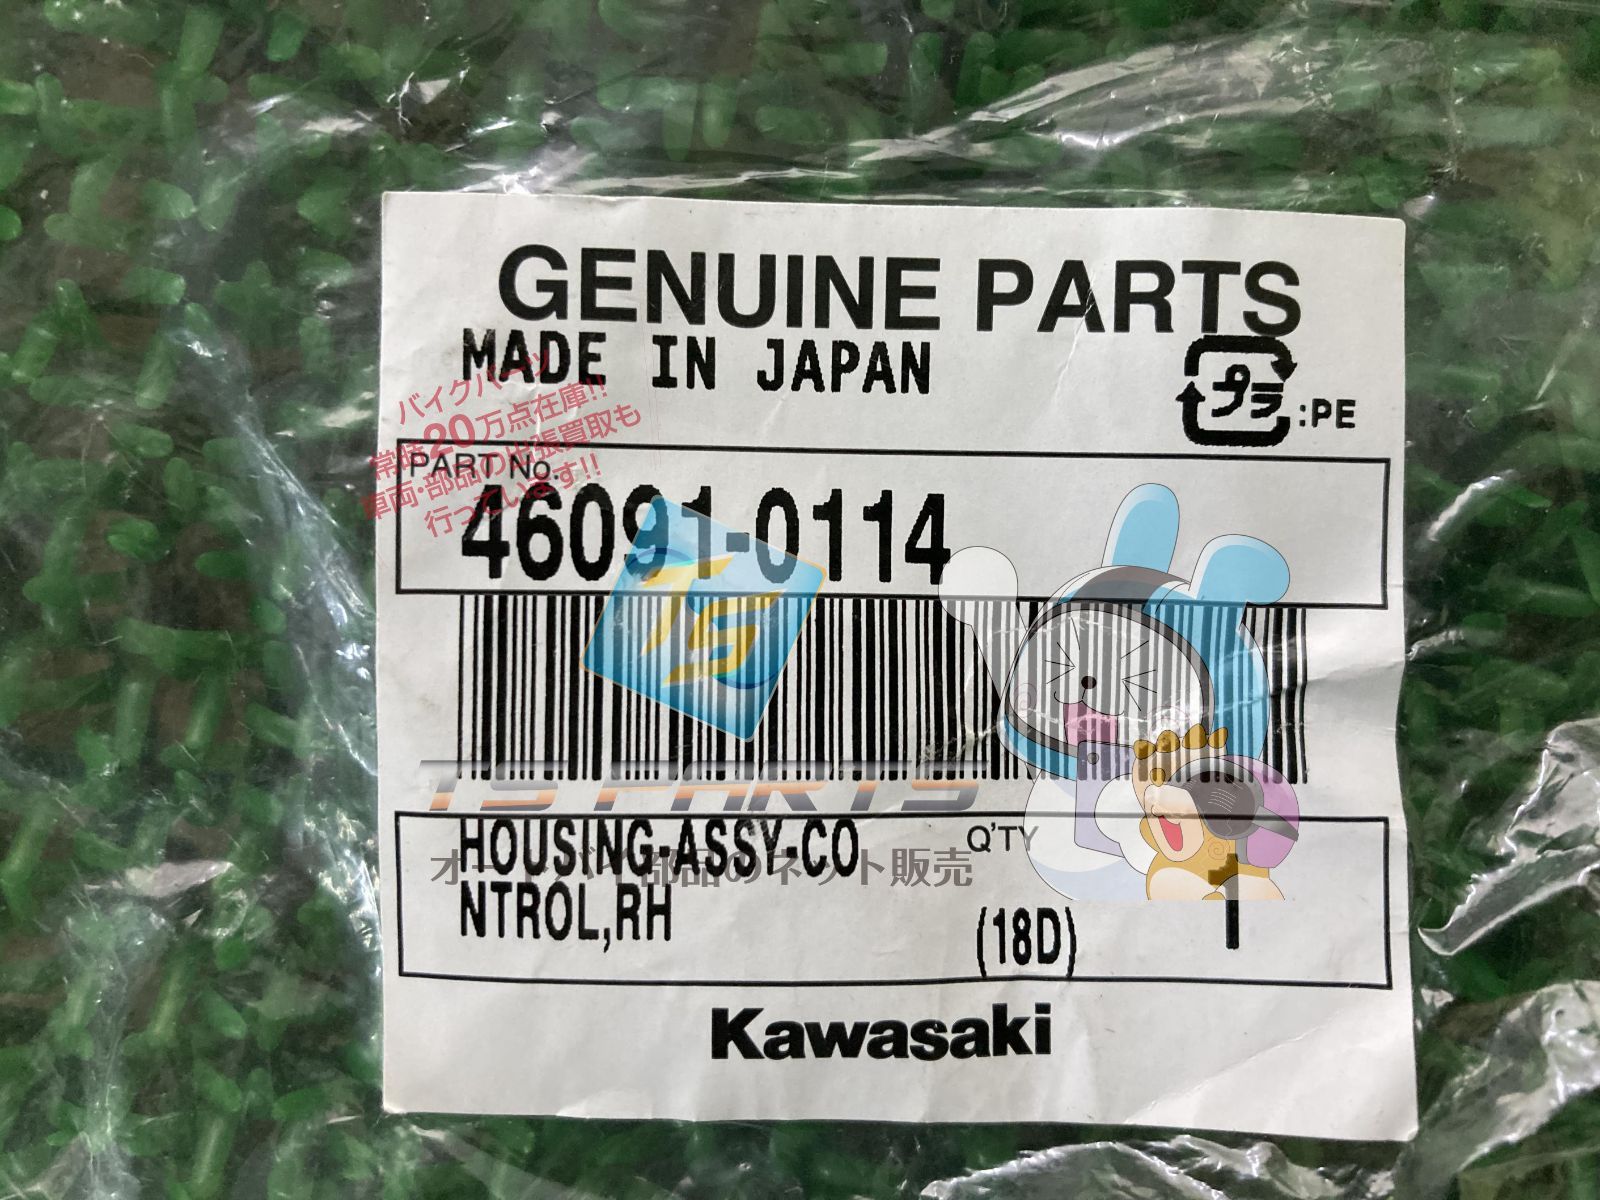 GENUINE PARTS
MADE IN JAPAN
プラ
:PE
バイクパーツ
常時20万点在庫!!
車両・部品の出張買取も
行っています!!
PART No.
46091-0114
TS
TS PARTS
HOUSING-ASSY-CO
Q'TY
オートバイ部品のネット販売
NTROL,RH
(18D)
1
Kawasaki